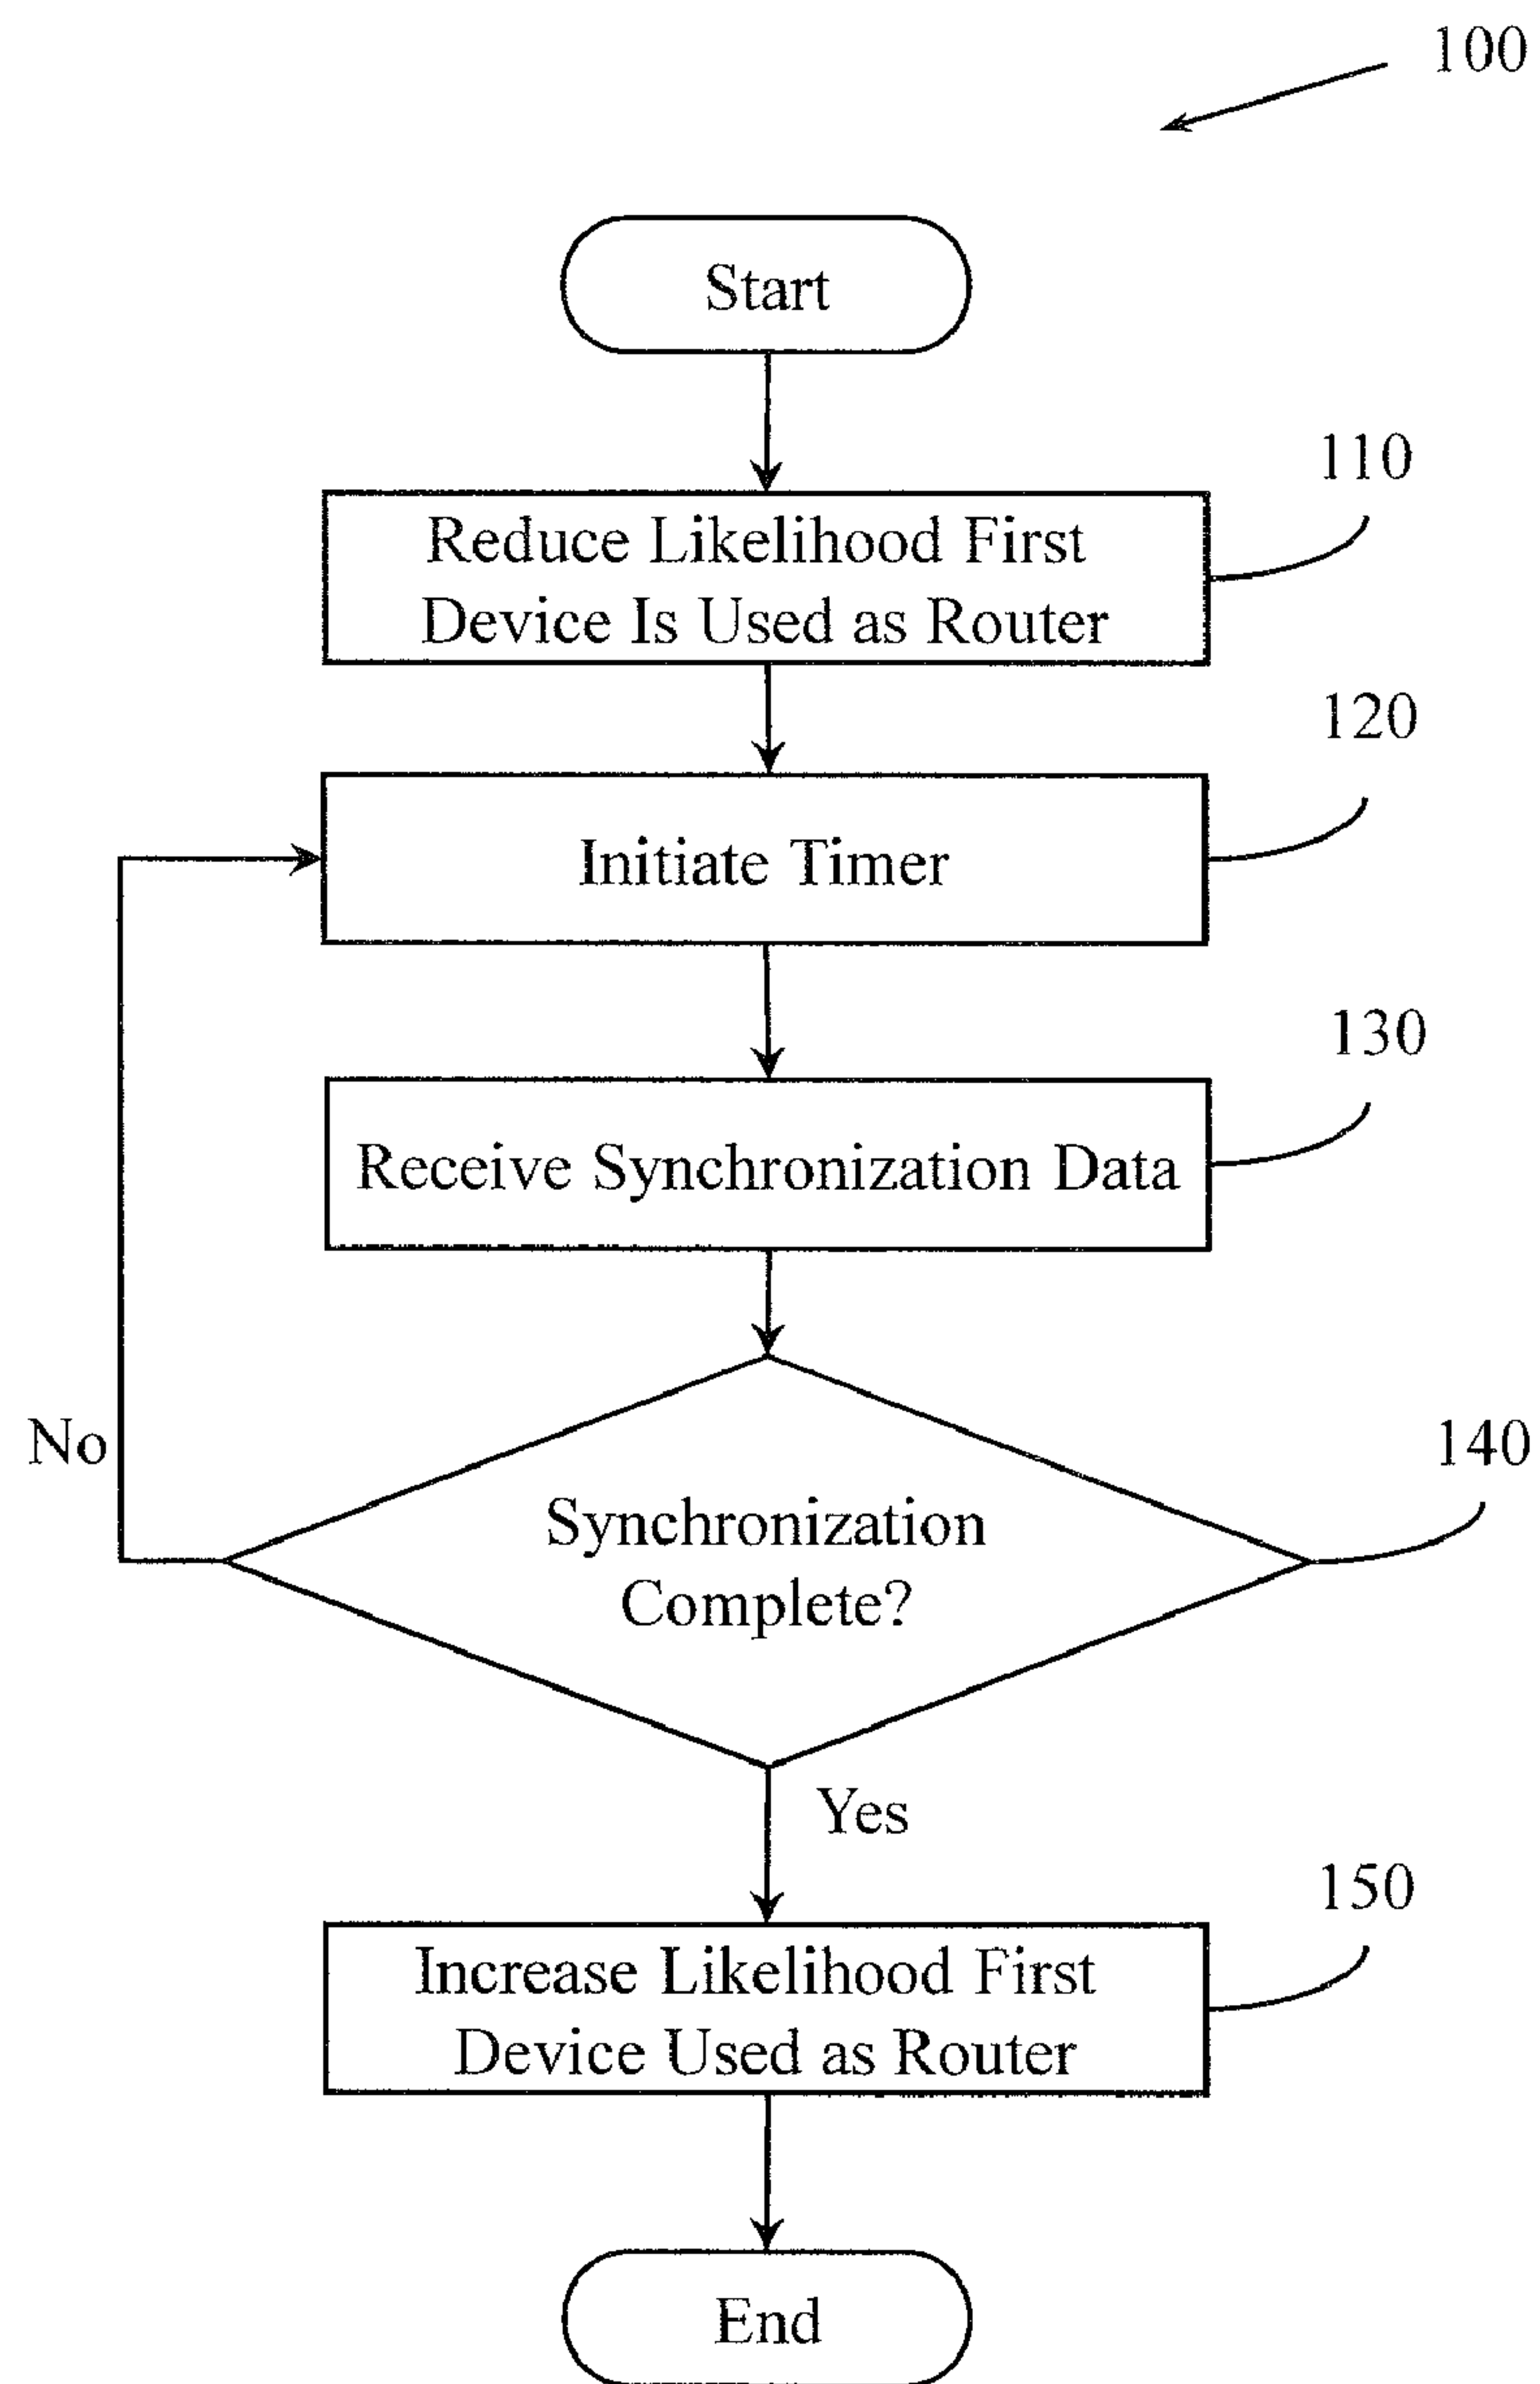 100
Start
110
Reduce Likelihood First
Device Is Used as Router
120
Initiate Timer
130
Receive Synchronization Data
No
140
Synchronization
Complete?
Yes
150
Increase Likelihood First
Device Used as Router
End